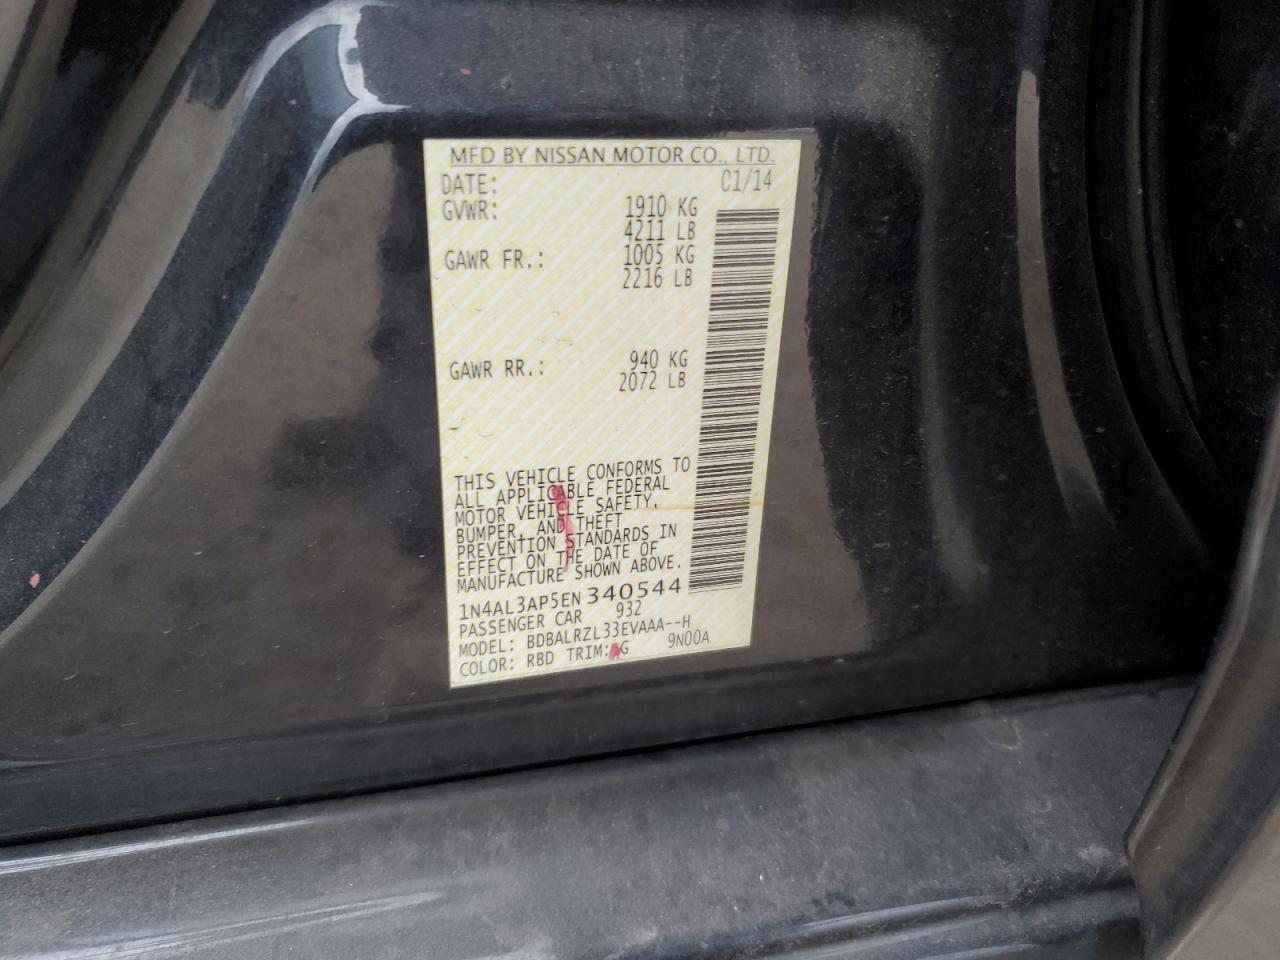 MFD BY NISSAN MOTOR CO., LTD.
DATE: 01/14
GVWR: 1910 KG
4211 LB
GAWR FR.: 1005 KG
2216 LB
GAWR RR.: 940 KG
2072 LB
THIS VEHICLE CONFORMS TO
ALL APPLICABLE FEDERAL
MOTOR VEHICLE SAFETY,
BUMPER, AND THEFT
PREVENTION STANDARDS IN
EFFECT ON THE DATE OF
MANUFACTURE SHOWN ABOVE.
1N4AL3AP5EN 340544
PASSENGER CAR 932
MODEL: BDBALRZL33EVAAA--H
COLOR: RBD TRIM: G 9N00A